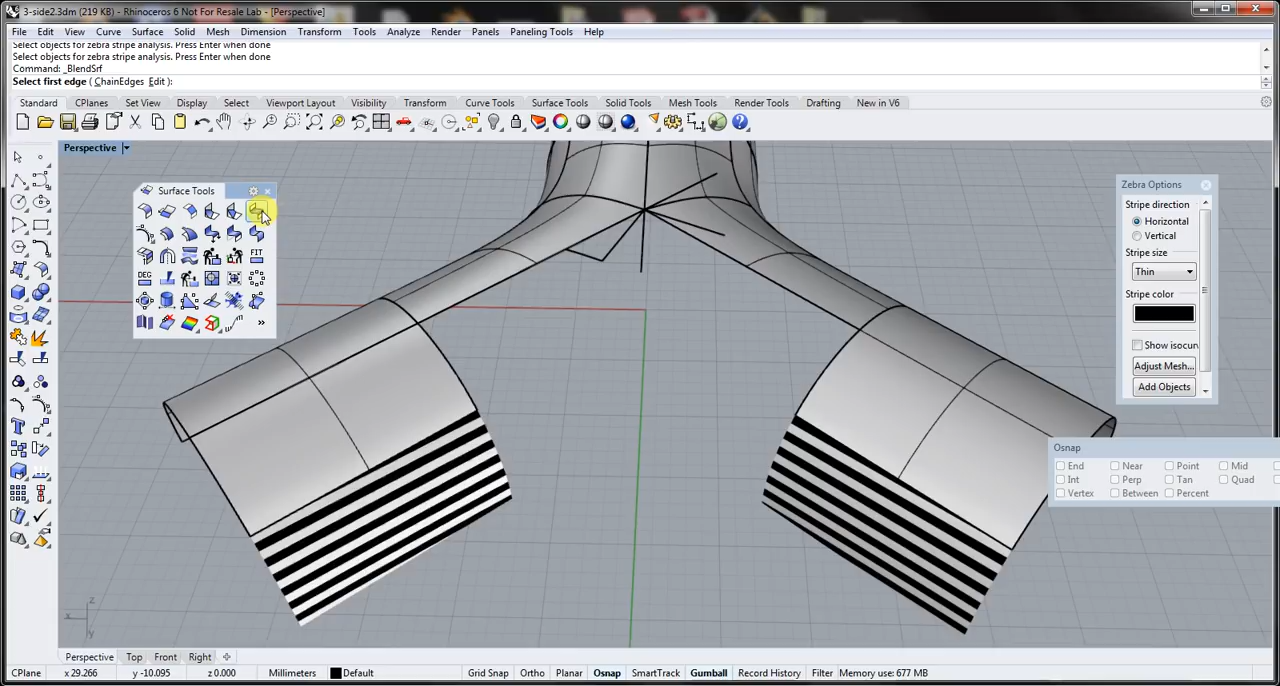 3-side2.3dm (219 KB) - Rhinoceros 6 Not For Resale Lab - [Perspective]
File Edit View Curve Surface Solid Mesh Dimension Transform Tools Analyze Render Panels Paneling Tools Help
Select objects for zebra stripe analysis. Press Enter when done
Select objects for zebra stripe analysis. Press Enter when done
Command: _BlendSrf
Select first edge ( ChainEdges Edit ):
Standard CPlanes Set View Display Select Viewport Layout Visibility Transform Curve Tools Surface Tools Solid Tools Mesh Tools Render Tools Drafting New in V6
Perspective
Surface Tools
FIT
DEG
Zebra Options
Stripe direction
Horizontal
Vertical
Stripe size
Thin
Stripe color
Show isocur
Adjust Mesh...
Add Objects
Osnap
End Near Point Mid
Int Perp Tan Quad
Vertex Between Percent
z
x
y
Perspective Top Front Right
CPlane x 29.266 y -10.095 z 0.000 Millimeters Default Grid Snap Ortho Planar Osnap SmartTrack Gumball Record History Filter Memory use: 677 MB